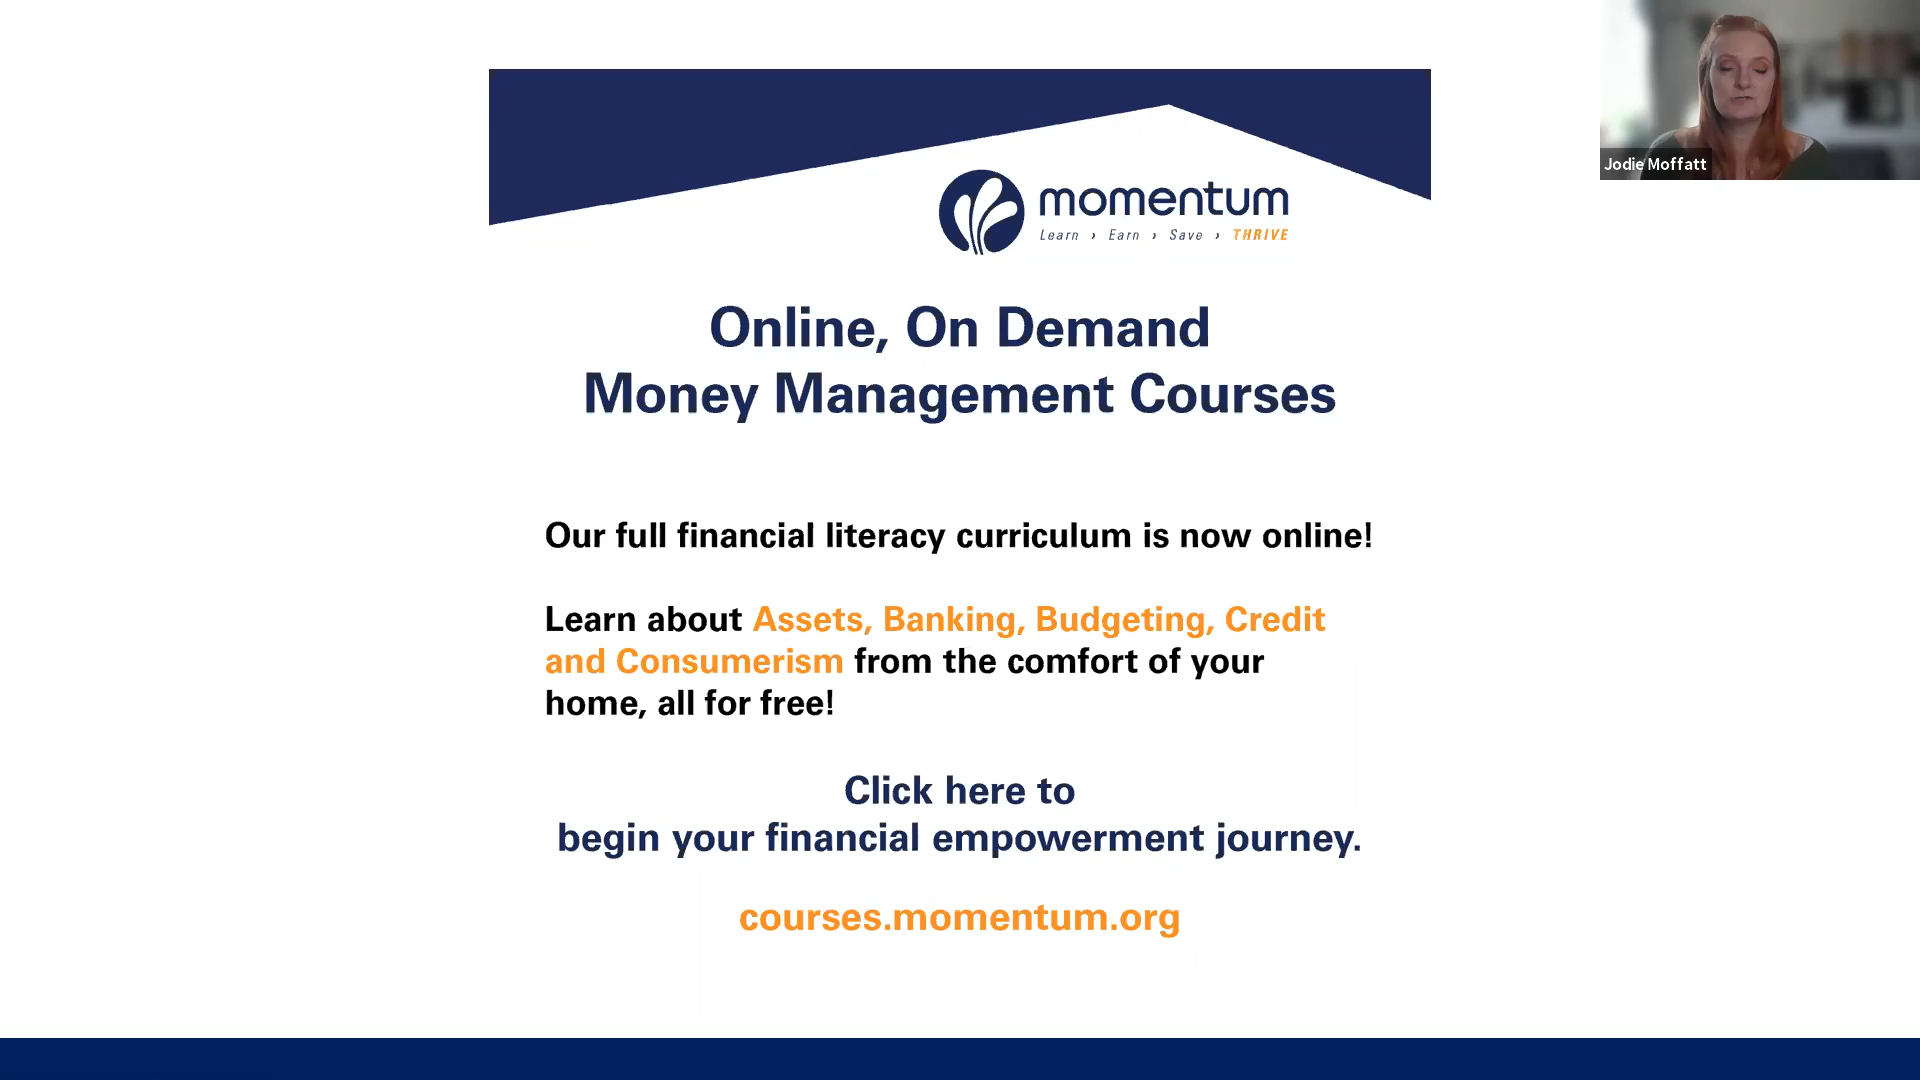 momentum
Learn › Earn › Save › THRIVE
Online, On Demand
Money Management Courses
Our full financial literacy curriculum is now online!
Learn about Assets, Banking, Budgeting, Credit
and Consumerism from the comfort of your
home, all for free!
Click here to
begin your financial empowerment journey.
courses.momentum.org
Jodie Moffatt